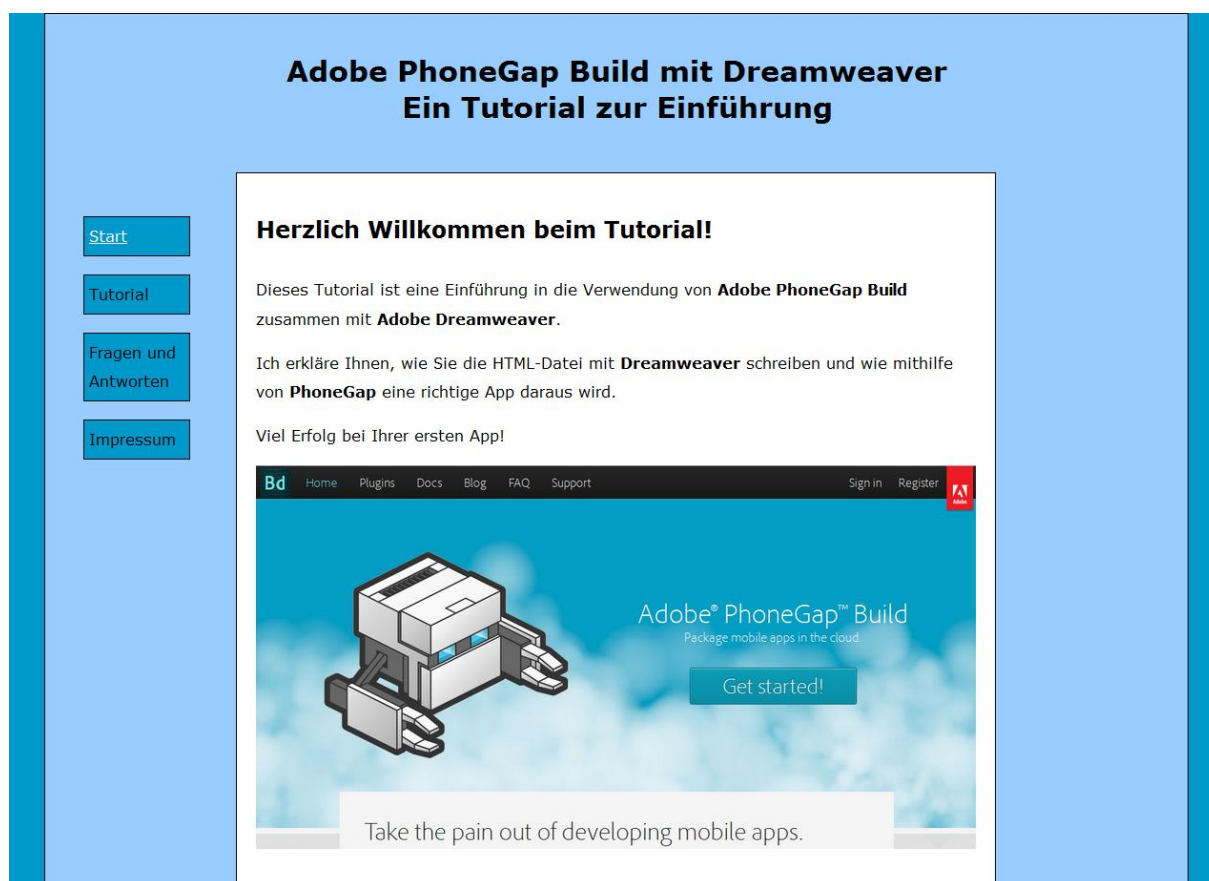 Adobe PhoneGap Build mit Dreamweaver
Ein Tutorial zur Einführung
Start
Tutorial
Fragen und
Antworten
Impressum
Herzlich Willkommen beim Tutorial!
Dieses Tutorial ist eine Einführung in die Verwendung von Adobe PhoneGap Build
zusammen mit Adobe Dreamweaver.
Ich erkläre Ihnen, wie Sie die HTML-Datei mit Dreamweaver schreiben und wie mithilfe
von PhoneGap eine richtige App daraus wird.
Viel Erfolg bei Ihrer ersten App!
Bd Home Plugins Docs Blog FAQ Support Sign in Register
Adobe
Adobe® PhoneGap™ Build
Package mobile apps in the cloud.
Get started!
Take the pain out of developing mobile apps.